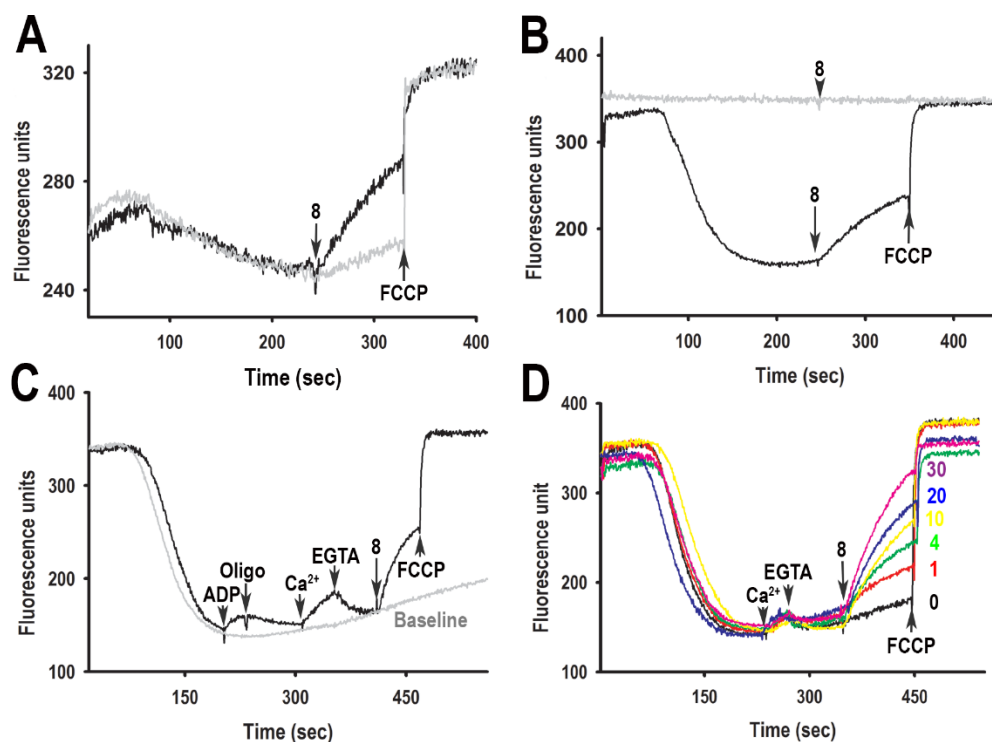 A
Fluorescence units
320
280
240
8
FCCP
100
200
300
400
Time (sec)
B
Fluorescence units
400
300
200
100
8
8
FCCP
100
200
300
400
Time (sec)
C
Fluorescence units
400
300
200
100
ADP
Oligo
Ca²⁺
EGTA
8
FCCP
Baseline
150
300
450
Time (sec)
D
Fluorescence unit
400
300
200
100
Ca²⁺
EGTA
8
30
20
10
4
1
0
FCCP
150
300
450
Time (sec)